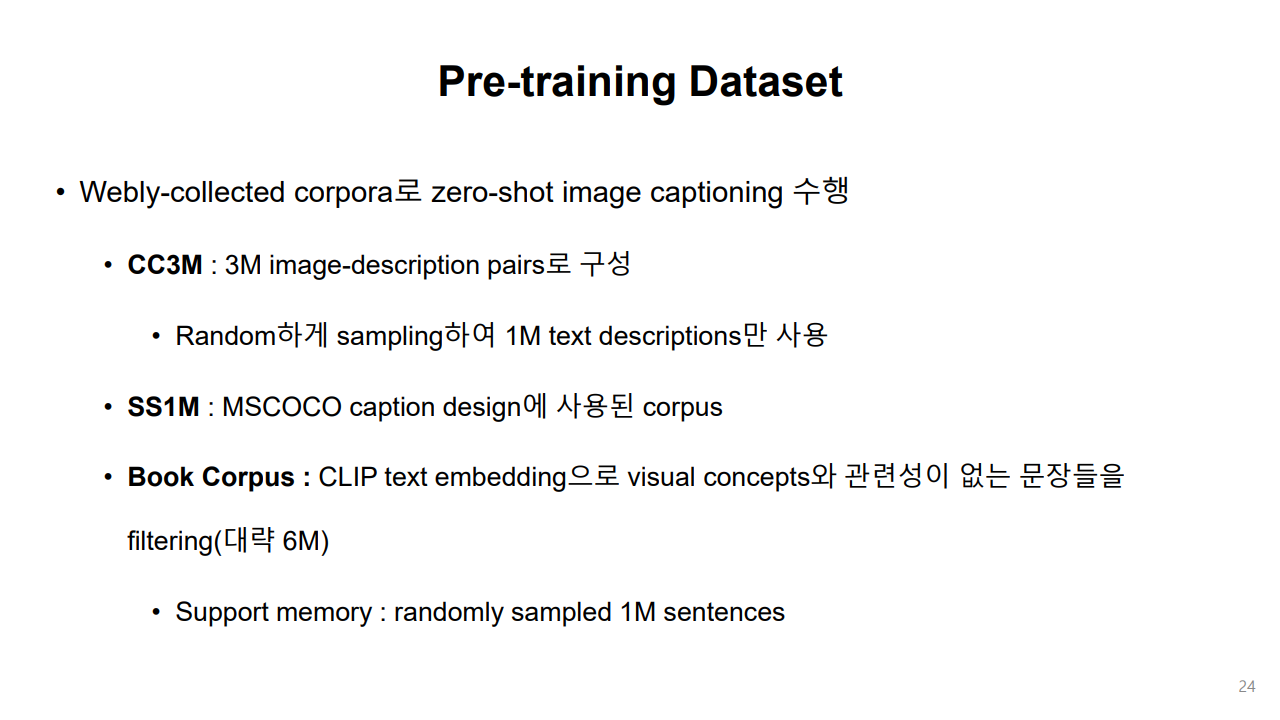 Pre-training Dataset
• Webly-collected corpora로 zero-shot image captioning 수행
• CC3M : 3M image-description pairs로 구성
• Random하게 sampling하여 1M text descriptions만 사용
• SS1M : MSCOCO caption design에 사용된 corpus
• Book Corpus : CLIP text embedding으로 visual concepts와 관련성이 없는 문장들을
filtering(대략 6M)
• Support memory : randomly sampled 1M sentences
24